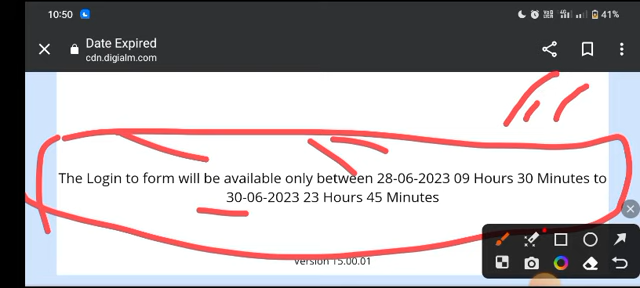 10:50
41%
Date Expired
cdn.digialm.com
The Login to form will be available only between 28-06-2023 09 Hours 30 Minutes to
30-06-2023 23 Hours 45 Minutes
Version 15.00.01